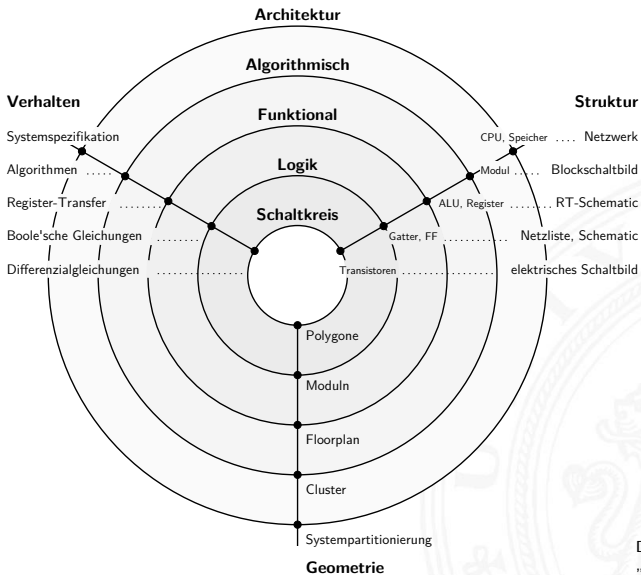 Architektur
Algorithmisch
Verhalten
Struktur
Funktional
Systemspezifikation
CPU, Speicher .... Netzwerk
Logik
Algorithmen
Modul Blockschaltbild
Register-Transfer
ALU, Register RT-Schematic
Schaltkreis
Boole'sche Gleichungen
Gatter, FF Netzliste, Schematic
Differenzialgleichungen
Transistoren elektrisches Schaltbild
Polygone
Moduln
Floorplan
Cluster
Systempartitionierung
Geometrie